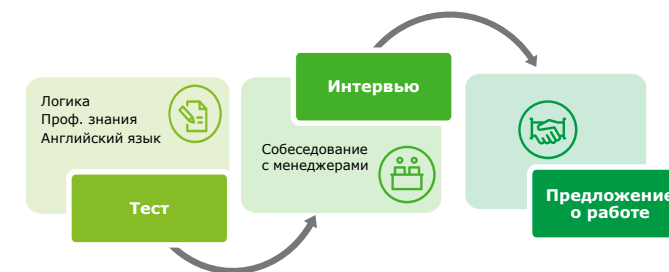 Логика
Проф. знания
Английский язык
Тест
Интервью
Собеседование
с менеджерами
Предложение
о работе